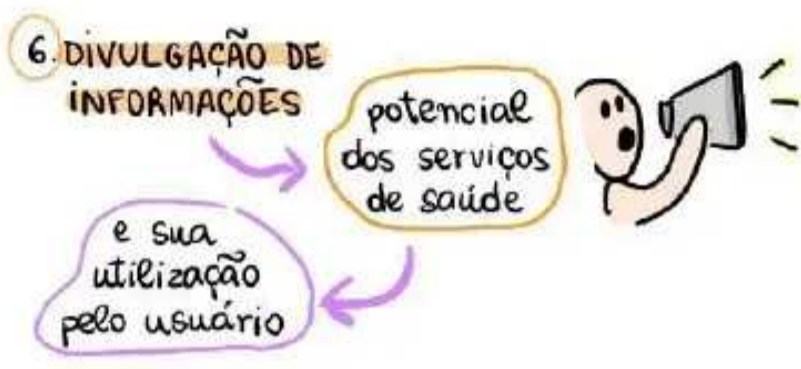 6. DIVULGAÇÃO DE
INFORMAÇÕES
potencial
dos serviços
de saúde
e sua
utilização
pelo usuário